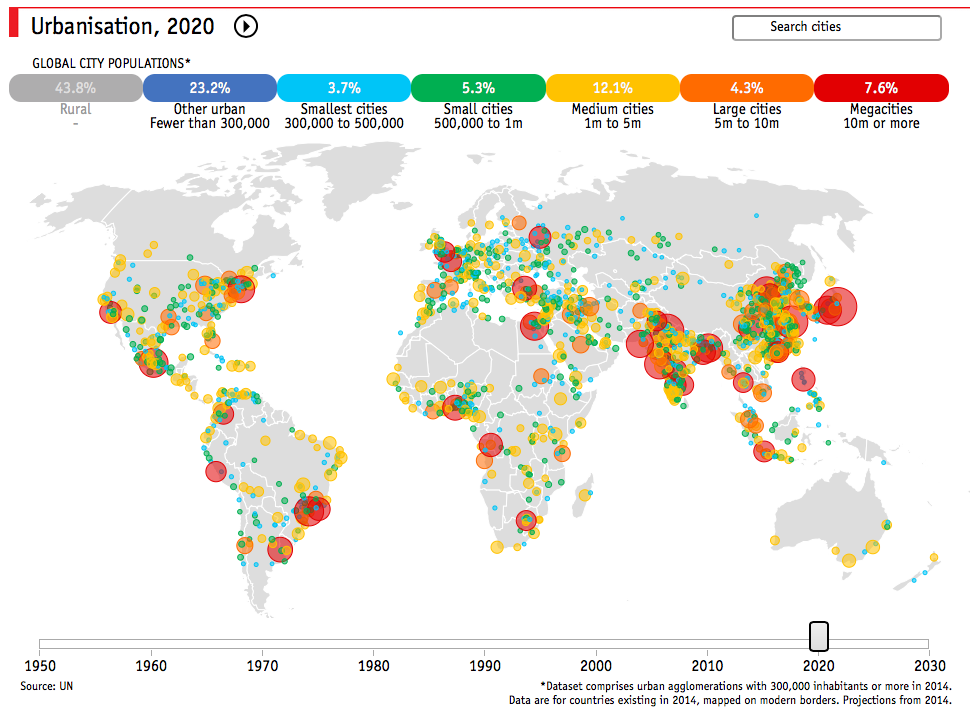 Urbanisation, 2020
Search cities
GLOBAL CITY POPULATIONS*
43.8% 23.2% 3.7% 5.3% 12.1% 4.3% 7.6%
Rural Other urban Smallest cities Small cities Medium cities Large cities Megacities
- Fewer than 300,000 300,000 to 500,000 500,000 to 1m 1m to 5m 5m to 10m 10m or more
1950 1960 1970 1980 1990 2000 2010 2020 2030
Source: UN
*Dataset comprises urban agglomerations with 300,000 inhabitants or more in 2014.
Data are for countries existing in 2014, mapped on modern borders. Projections from 2014.